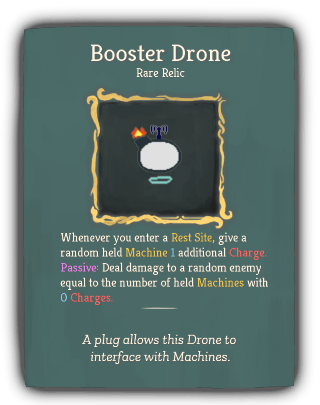 Booster Drone
Rare Relic
Whenever you enter a Rest Site, give a
random held Machine 1 additional Charge.
Passive: Deal damage to a random enemy
equal to the number of held Machines with
0 Charges.
A plug allows this Drone to
interface with Machines.